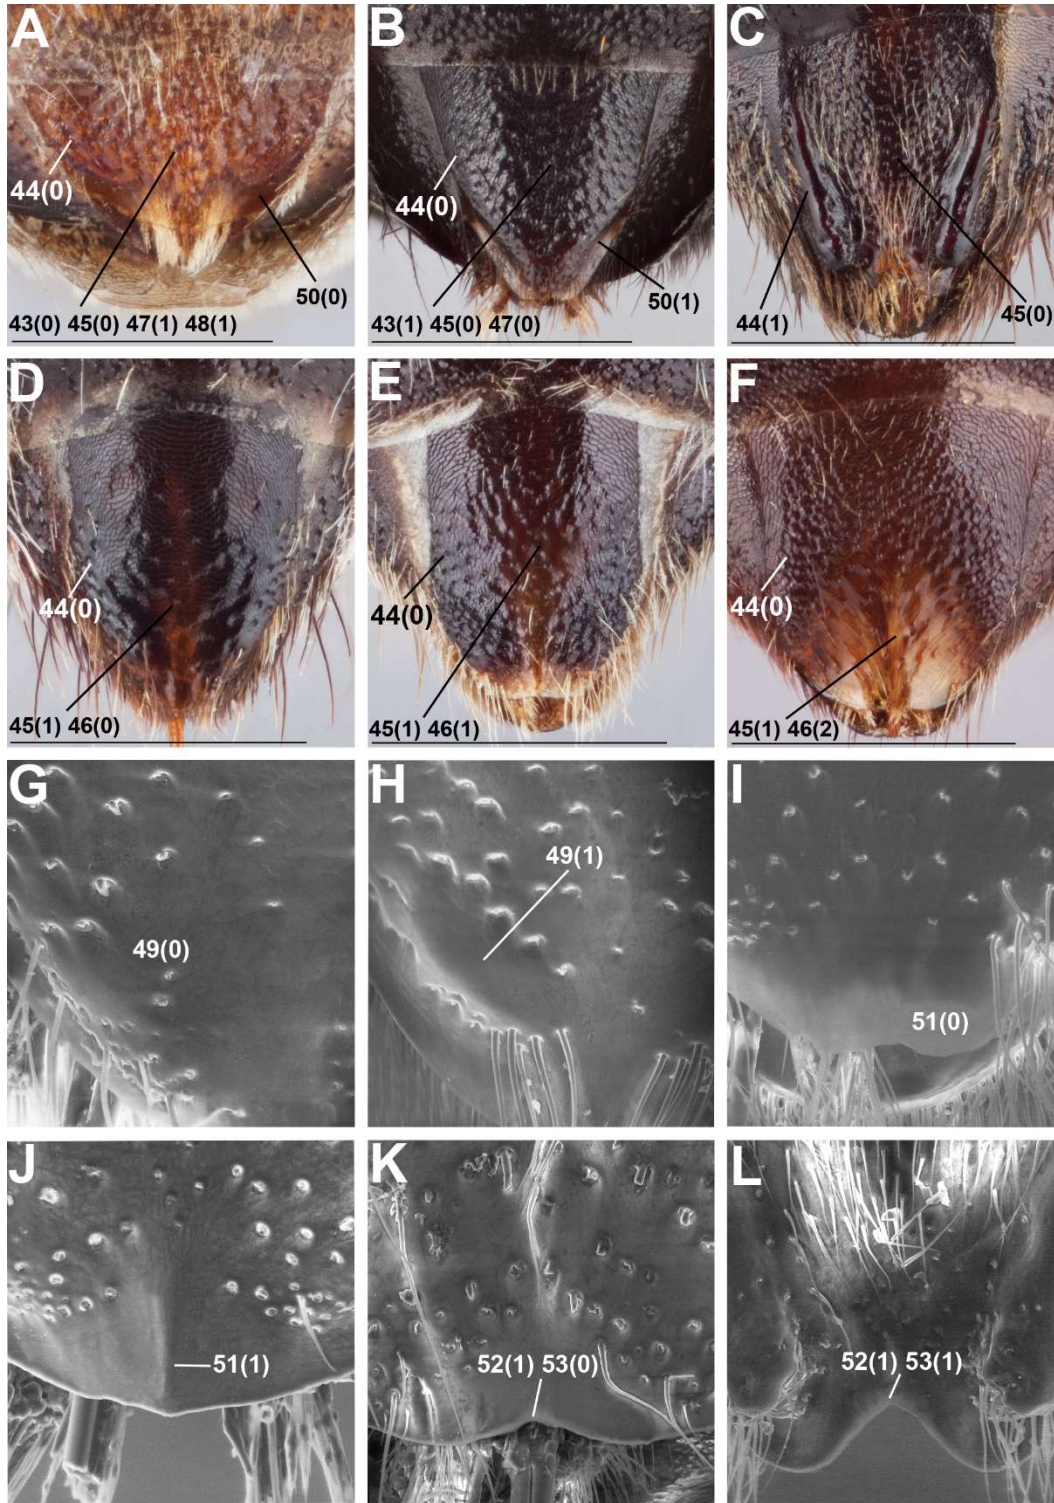 A
44(0)
50(0)
43(0) 45(0) 47(1) 48(1)
B
44(0)
50(1)
43(1) 45(0) 47(0)
C
44(1)
45(0)
D
44(0)
45(1) 46(0)
E
44(0)
45(1) 46(1)
F
44(0)
45(1) 46(2)
G
49(0)
H
49(1)
I
51(0)
J
51(1)
K
52(1) 53(0)
L
52(1) 53(1)